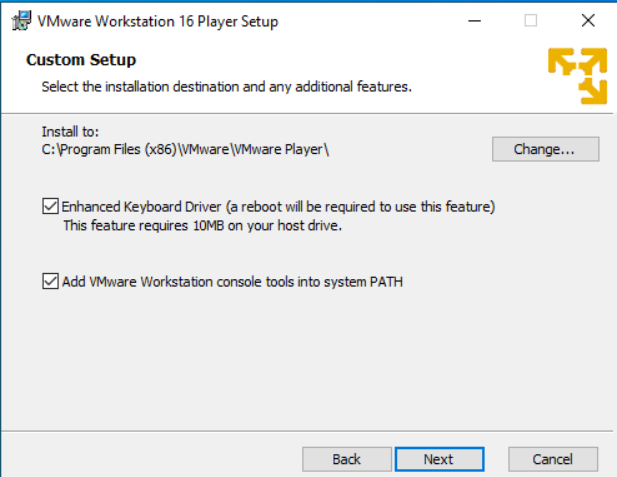 VMware Workstation 16 Player Setup
Custom Setup
Select the installation destination and any additional features.
Install to:
C:\Program Files (x86)\VMware\VMware Player\
Change...
Enhanced Keyboard Driver (a reboot will be required to use this feature)
This feature requires 10MB on your host drive.
Add VMware Workstation console tools into system PATH
Back
Next
Cancel